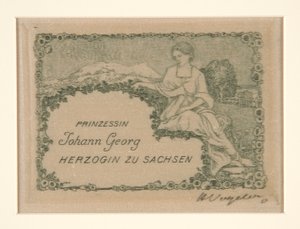 PRINZESSIN
Johann Georg
HERZOGIN ZU SACHSEN